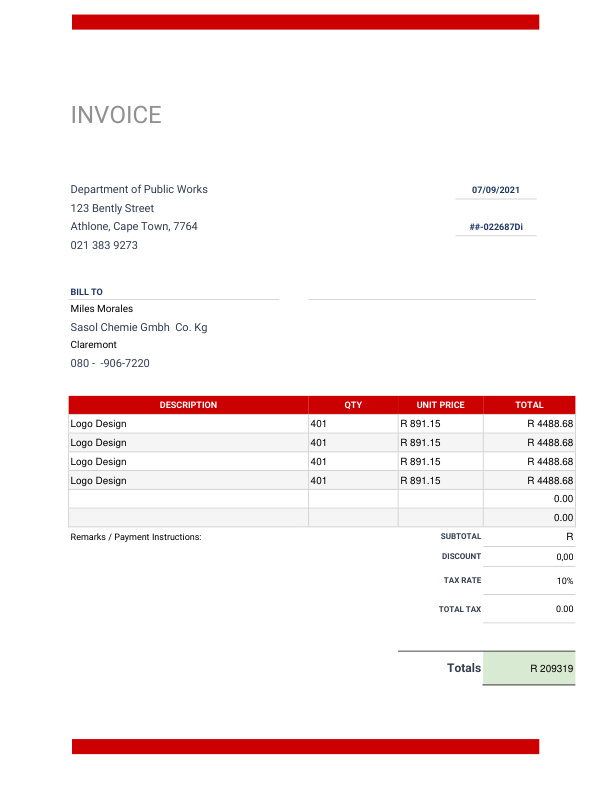 INVOICE
Department of Public Works
07/09/2021
123 Bently Street
Athlone, Cape Town, 7764
##-022687Di
021 383 9273
BILL TO
Miles Morales
Sasol Chemie Gmbh  Co. Kg
Claremont
080 -  -906-7220
DESCRIPTION QTY UNIT PRICE TOTAL
Logo Design 401 R 891.15 R 4488.68
Logo Design 401 R 891.15 R 4488.68
Logo Design 401 R 891.15 R 4488.68
Logo Design 401 R 891.15 R 4488.68
0.00
0.00
Remarks / Payment Instructions: SUBTOTAL R
DISCOUNT 0,00
TAX RATE 10%
TOTAL TAX 0.00
Totals R 209319